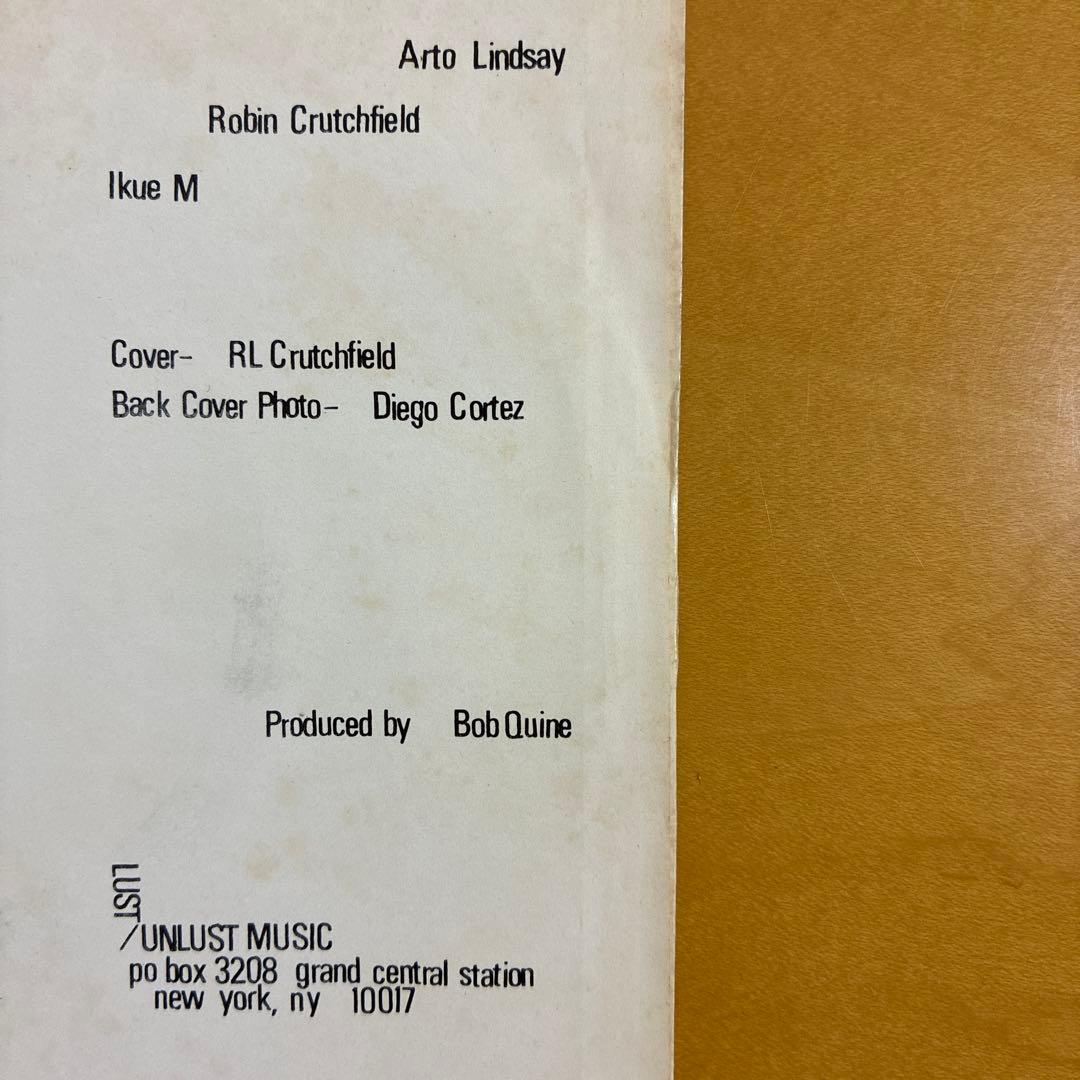 Arto Lindsay
Robin Crutchfield
Ikue M
Cover- RL Crutchfield
Back Cover Photo- Diego Cortez
Produced by Bob Quine
LUST
/UNLUST MUSIC
po box 3208 grand central station
new york, ny 10017